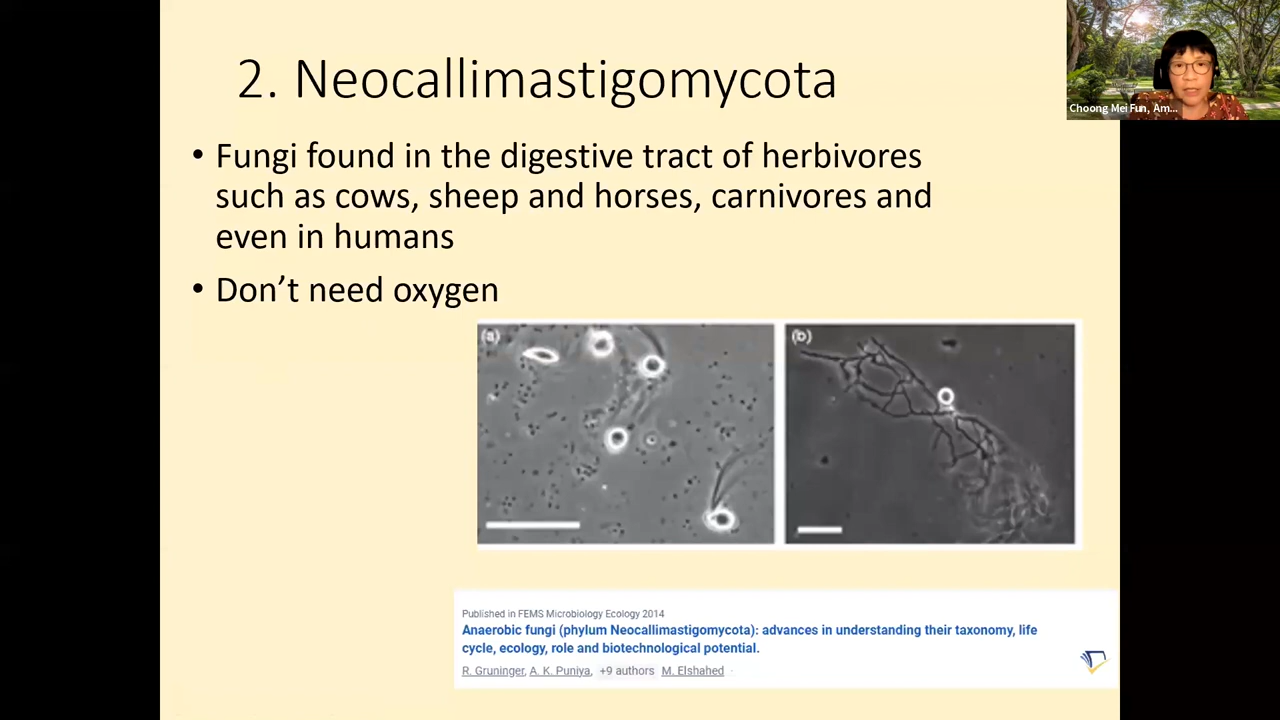 2. Neocallimastigomycota
Choong Mei Fun, Am...
• Fungi found in the digestive tract of herbivores
such as cows, sheep and horses, carnivores and
even in humans
• Don’t need oxygen
(a)
(b)
Published in FEMS Microbiology Ecology 2014
Anaerobic fungi (phylum Neocallimastigomycota): advances in understanding their taxonomy, life
cycle, ecology, role and biotechnological potential.
R. Gruninger, A. K. Puniya, +9 authors M. Elshahed ·